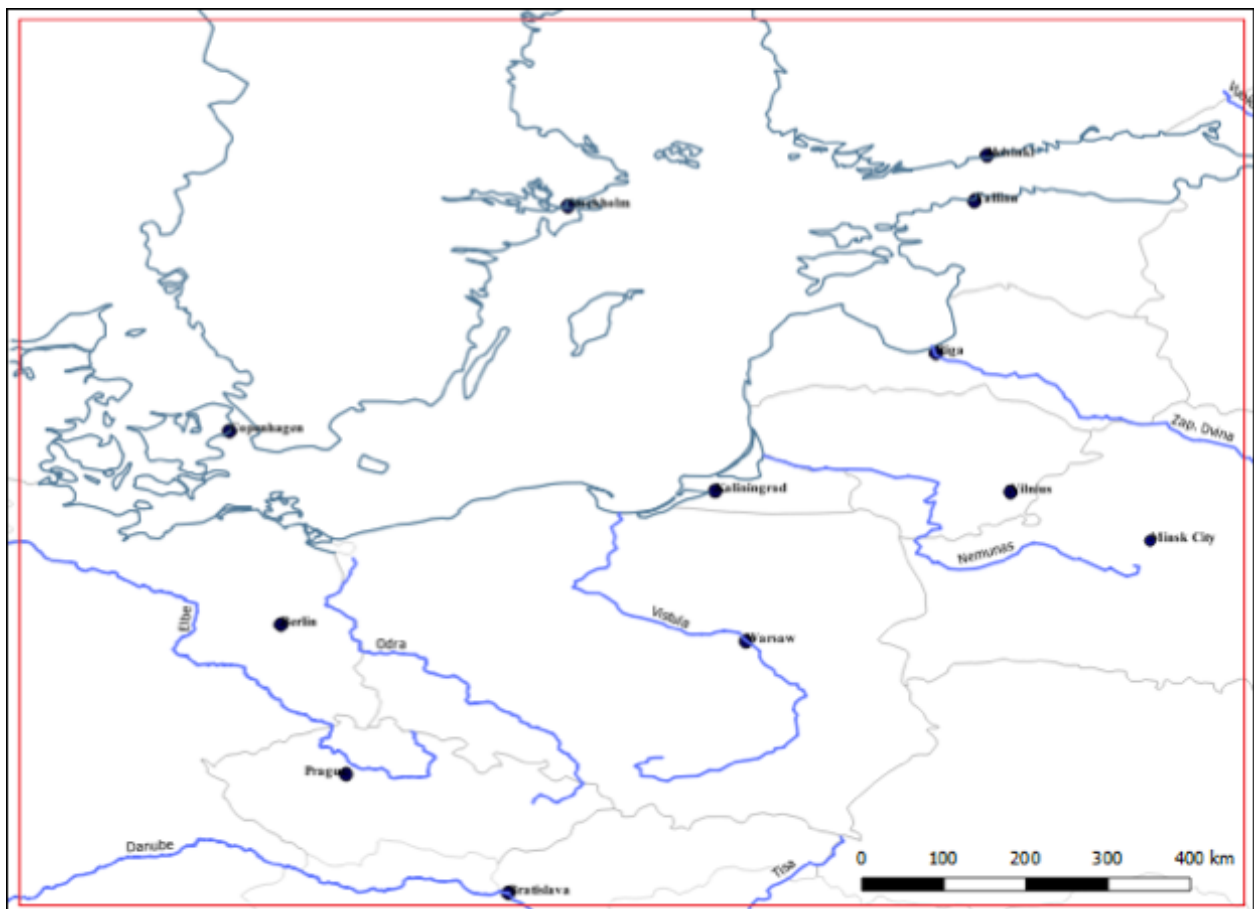 Helsinki
Tallinn
Stockholm
Riga
Zap. Dvina
Copenhagen
Kaliningrad
Vilnius
Minsk City
Nemunas
Elbe
Berlin
Vistula
Warsaw
Odra
Prague
Danube
Tisa
Bratislava
0 100 200 300 400 km